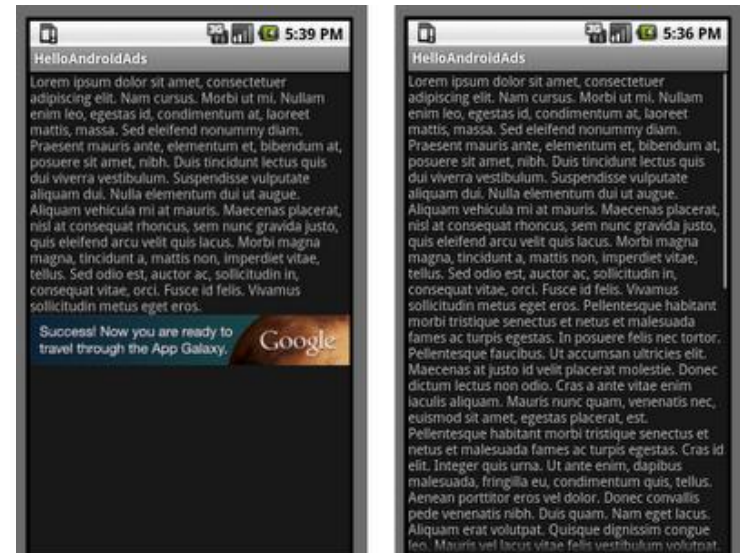 5:39 PM
HelloAndroidAds
Lorem ipsum dolor sit amet, consectetuer
adipiscing elit. Nam cursus. Morbi ut mi. Nullam
enim leo, egestas id, condimentum at, laoreet
mattis, massa. Sed eleifend nonummy diam.
Praesent mauris ante, elementum et, bibendum at,
posuere sit amet, nibh. Duis tincidunt lectus quis
dui viverra vestibulum. Suspendisse vulputate
aliquam dui. Nulla elementum dui ut augue.
Aliquam vehicula mi at mauris. Maecenas placerat,
nisl at consequat rhoncus, sem nunc gravida justo,
quis eleifend arcu velit quis lacus. Morbi magna
magna, tincidunt a, mattis non, imperdiet vitae,
tellus. Sed odio est, auctor ac, sollicitudin in,
consequat vitae, orci. Fusce id felis. Vivamus
sollicitudin metus eget eros.
Success! Now you are ready to
travel through the App Galaxy.
Google
5:36 PM
HelloAndroidAds
Lorem ipsum dolor sit amet, consectetuer
adipiscing elit. Nam cursus. Morbi ut mi. Nullam
enim leo, egestas id, condimentum at, laoreet
mattis, massa. Sed eleifend nonummy diam.
Praesent mauris ante, elementum et, bibendum at,
posuere sit amet, nibh. Duis tincidunt lectus quis
dui viverra vestibulum. Suspendisse vulputate
aliquam dui. Nulla elementum dui ut augue.
Aliquam vehicula mi at mauris. Maecenas placerat,
nisl at consequat rhoncus, sem nunc gravida justo,
quis eleifend arcu velit quis lacus. Morbi magna
magna, tincidunt a, mattis non, imperdiet vitae,
tellus. Sed odio est, auctor ac, sollicitudin in,
consequat vitae, orci. Fusce id felis. Vivamus
sollicitudin metus eget eros. Pellentesque habitant
morbi tristique senectus et netus et malesuada
fames ac turpis egestas. In posuere felis nec tortor.
Pellentesque faucibus. Ut accumsan ultricies elit.
Maecenas at justo id velit placerat molestie. Donec
dictum lectus non odio. Cras a ante vitae enim
iaculis aliquam. Mauris nunc quam, venenatis nec,
euismod sit amet, egestas placerat, est.
Pellentesque habitant morbi tristique senectus et
netus et malesuada fames ac turpis egestas. Cras id
elit. Integer quis urna. Ut ante enim, dapibus
malesuada, fringilla eu, condimentum quis, tellus.
Aenean porttitor eros vel dolor. Donec convallis
pede venenatis nibh. Duis quam. Nam eget lacus.
Aliquam erat volutpat. Quisque dignissim congue
leo. Mauris vel lacus vitae felis vestibulum volutpat.